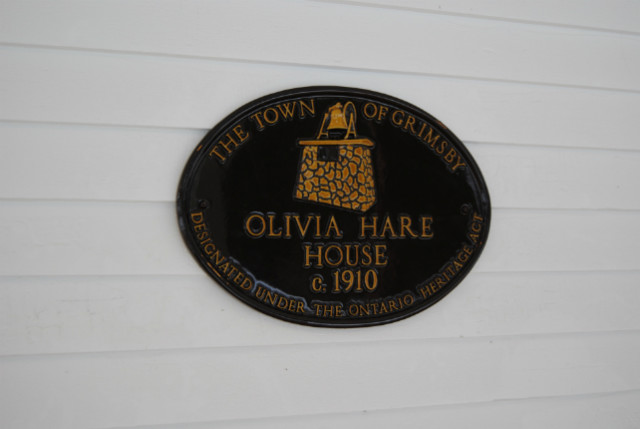 THE TOWN OF GRIMSBY
OLIVIA HARE
HOUSE
c. 1910
DESIGNATED UNDER THE ONTARIO HERITAGE ACT